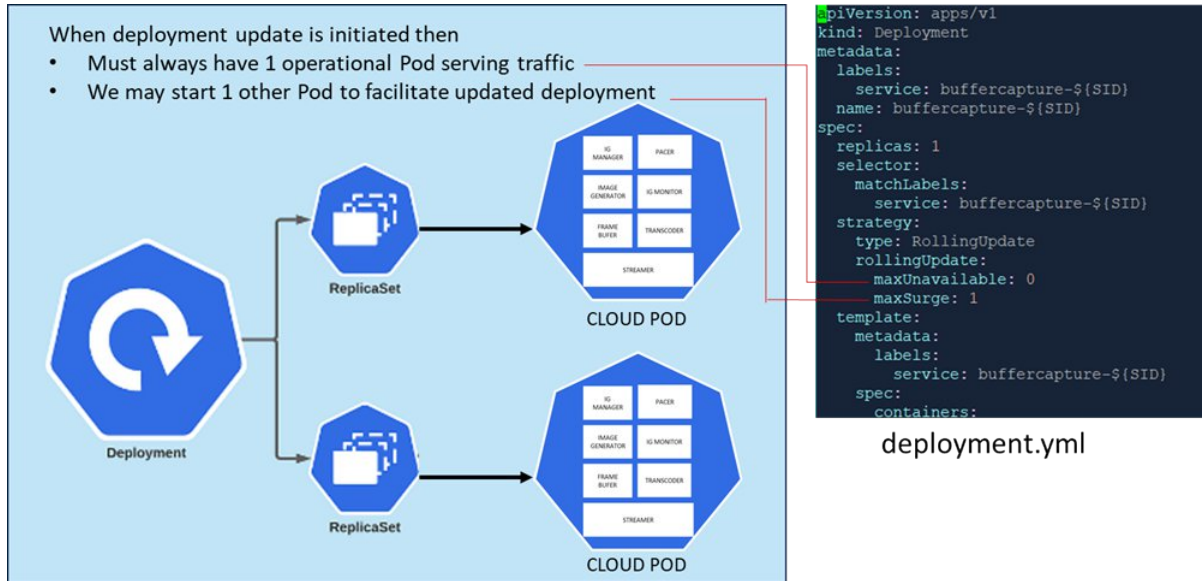 When deployment update is initiated then
• Must always have 1 operational Pod serving traffic
• We may start 1 other Pod to facilitate updated deployment
Deployment
ReplicaSet
IG
MANAGER
PACER
IMAGE
GENERATOR
IG MONITOR
FRAME
BUFER
TRANSCODER
STREAMER
CLOUD POD
ReplicaSet
IG
MANAGER
PACER
IMAGE
GENERATOR
IG MONITOR
FRAME
BUFER
TRANSCODER
STREAMER
CLOUD POD
apiVersion: apps/v1
kind: Deployment
metadata:
  labels:
    service: buffercapture-${SID}
  name: buffercapture-${SID}
spec:
  replicas: 1
  selector:
    matchLabels:
      service: buffercapture-${SID}
  strategy:
    type: RollingUpdate
    rollingUpdate:
      maxUnavailable: 0
      maxSurge: 1
  template:
    metadata:
      labels:
        service: buffercapture-${SID}
    spec:
      containers:
deployment.yml